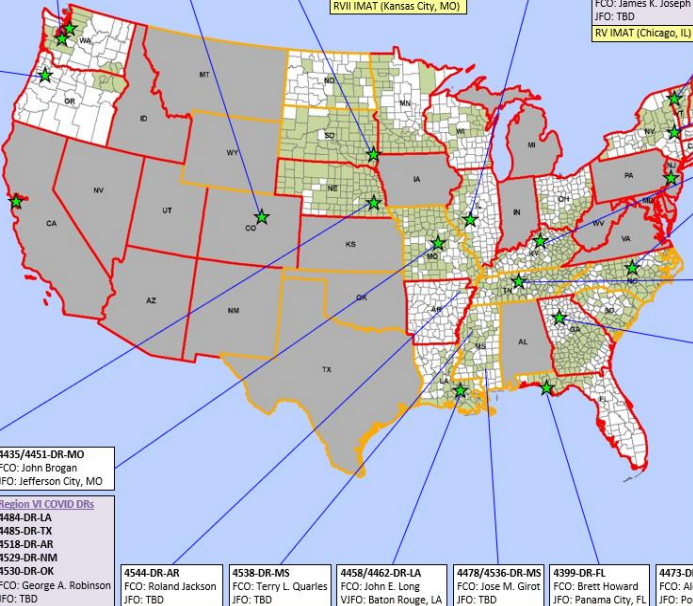 RVII IMAT (Kansas City, MO)
FCO: James K. Joseph
JFO: TBD
RV IMAT (Chicago, IL)
WA
OR
MT
ID
ND
MN
WI
SD
WY
NE
IA
MI
NY
PA
NJ
MD
OH
IN
IL
WV
VA
KY
NV
UT
CO
KS
MO
CA
AZ
NM
OK
AR
TN
NC
SC
TX
LA
MS
AL
GA
FL
4435/4451-DR-MO
FCO: John Brogan
JFO: Jefferson City, MO
Region VI COVID DRs
4484-DR-LA
4485-DR-TX
4518-DR-AR
4529-DR-NM
4530-DR-OK
FCO: George A. Robinson
JFO: TBD
4544-DR-AR
FCO: Roland Jackson
JFO: TBD
4538-DR-MS
FCO: Terry L. Quarles
JFO: TBD
4458/4462-DR-LA
FCO: John E. Long
VJFO: Baton Rouge, LA
4478/4536-DR-MS
FCO: Jose M. Girot
JFO: TBD
4399-DR-FL
FCO: Brett Howard
JFO: Panama City, FL
4473-D
FCO: Al
JFO: Po